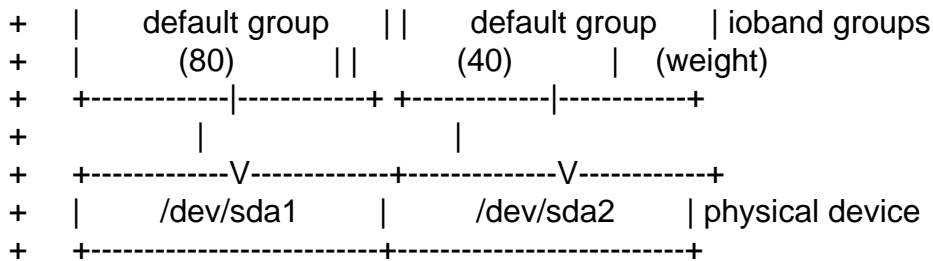 + | default group | | default group | ioband groups
+ | (80) | | (40) | (weight)
+ +-------------|------------+ +-------------|------------+
+ | |
+ +-------------V-------------+--------------V------------+
+ | /dev/sda1 | /dev/sda2 | physical device
+ +---------------------------+---------------------------+